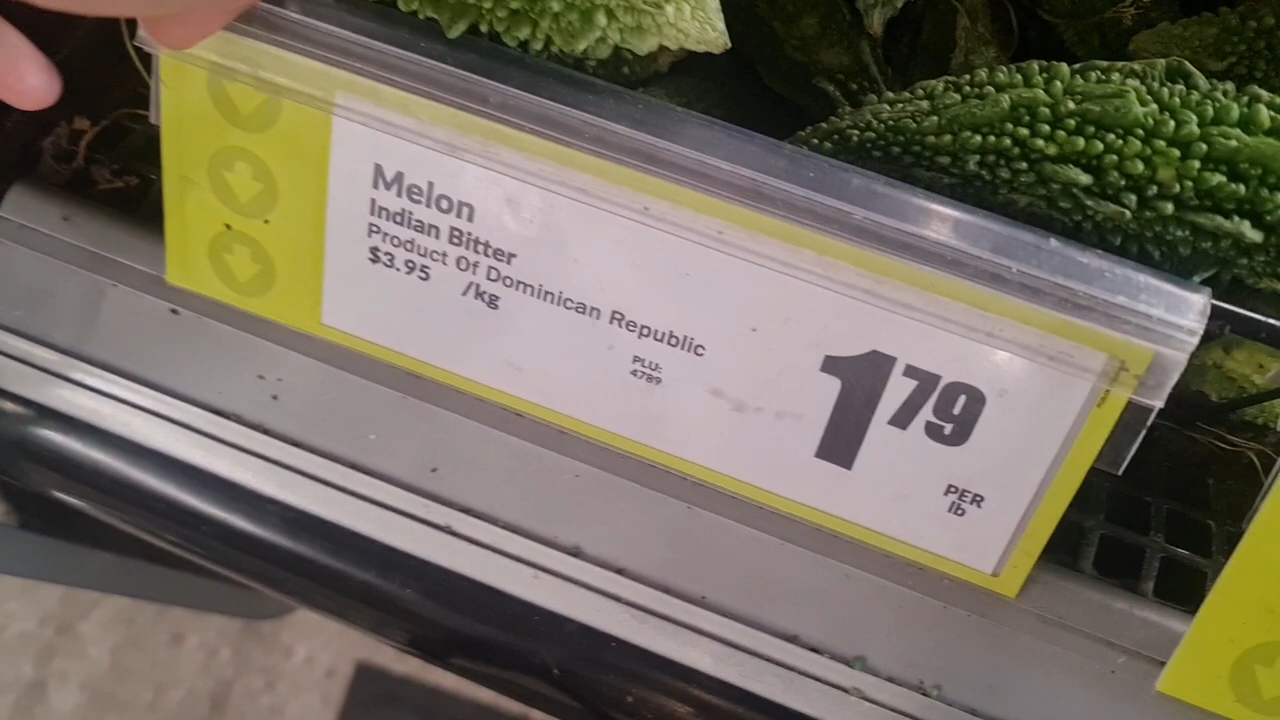 Melon
Indian Bitter
Product Of Dominican Republic
$3.95 /kg
PLU:
4789
1 79
PER
lb